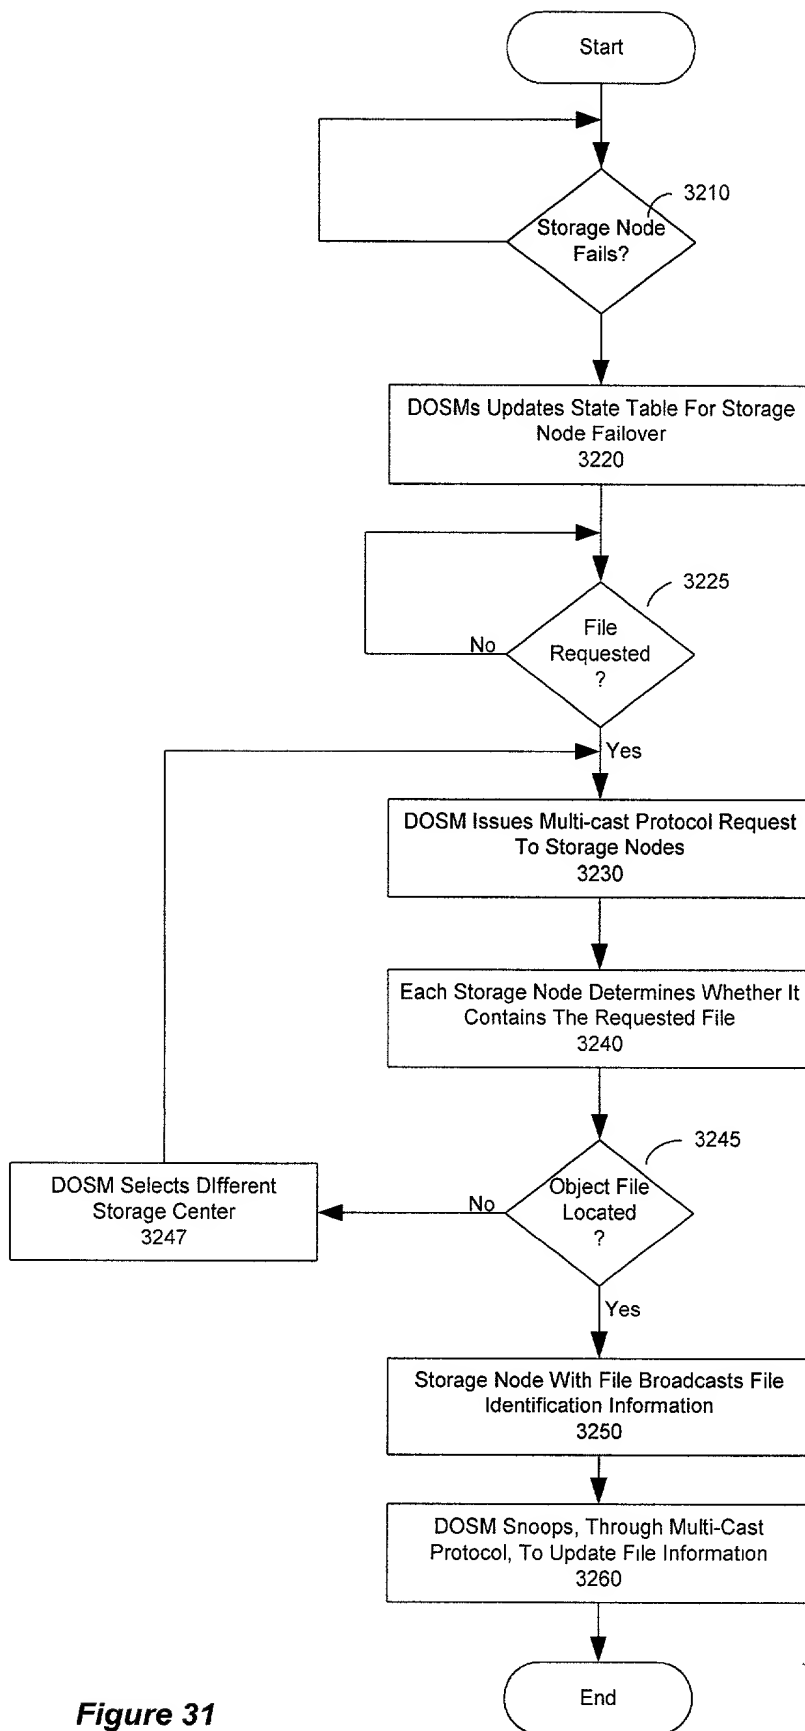 Start
3210
Storage Node
Fails?
DOSMs Updates State Table For Storage
Node Failover
3220
3225
File
Requested
?
No
Yes
DOSM Issues Multi-cast Protocol Request
To Storage Nodes
3230
Each Storage Node Determines Whether It
Contains The Requested File
3240
3245
Object File
Located
?
No
DOSM Selects DIfferent
Storage Center
3247
Yes
Storage Node With File Broadcasts File
Identification Information
3250
DOSM Snoops, Through Multi-Cast
Protocol, To Update File Information
3260
End
Figure 31